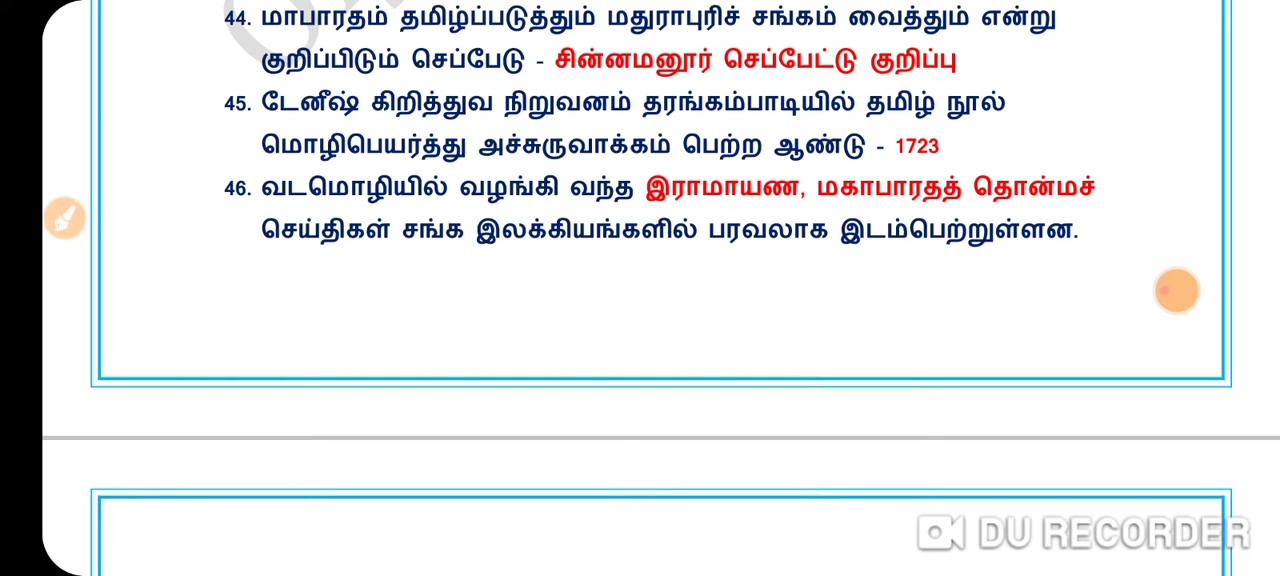 44. மாபாரதம் தமிழ்ப்படுத்தும் மதுராபுரிச் சங்கம் வைத்தும் என்று
குறிப்பிடும் செப்பேடு - சின்னமனூர் செப்பேட்டு குறிப்பு
45. டேனீஷ் கிறித்துவ நிறுவனம் தரங்கம்பாடியில் தமிழ் நூல்
மொழிபெயர்த்து அச்சுருவாக்கம் பெற்ற ஆண்டு - 1723
46. வடமொழியில் வழங்கி வந்த இராமாயண, மகாபாரதத் தொன்மச்
செய்திகள் சங்க இலக்கியங்களில் பரவலாக இடம்பெற்றுள்ளன.
DU RECORDER